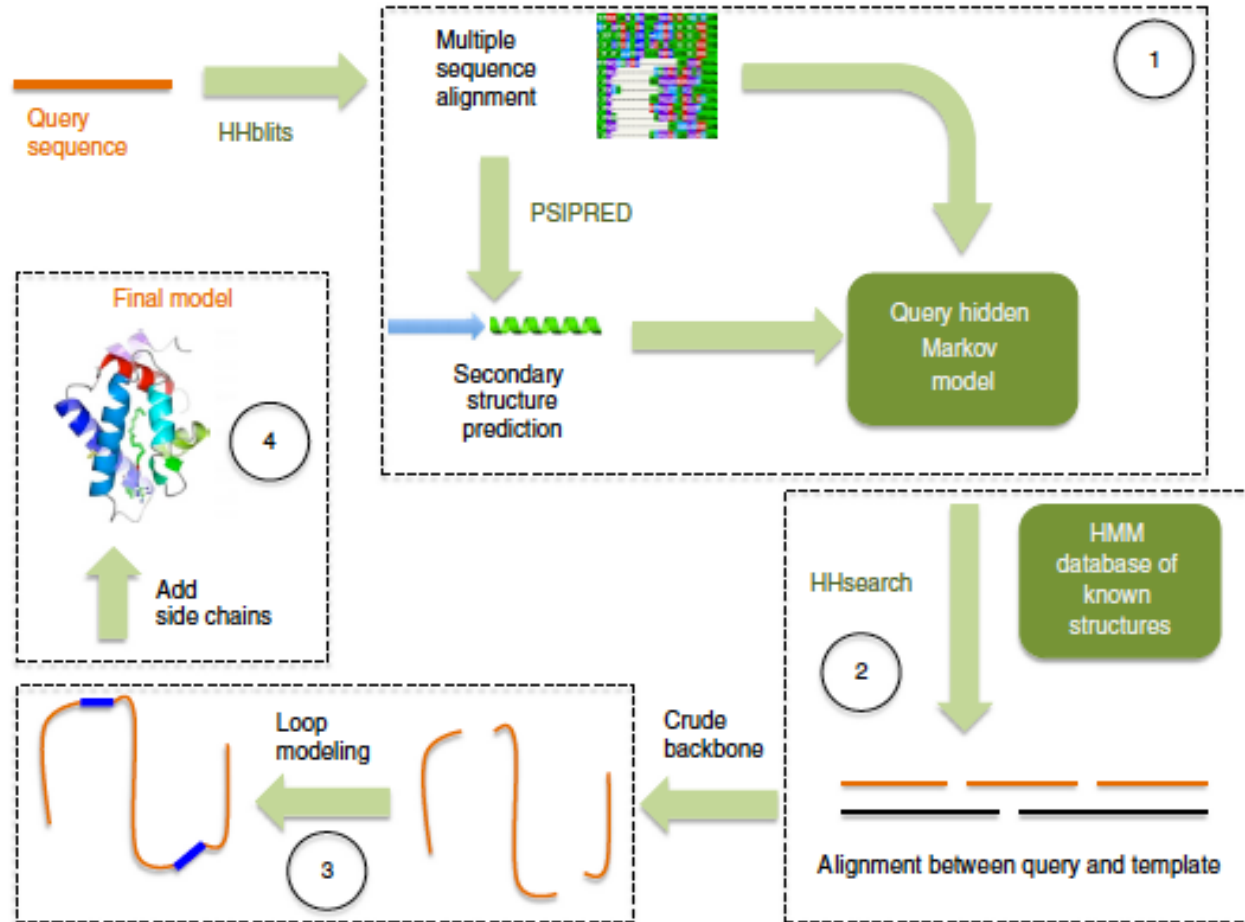 Query
sequence
HHblits
Multiple
sequence
alignment
1
PSIPRED
Secondary
structure
prediction
Query hidden
Markov
model
HHsearch
HMM
database of
known
structures
2
Alignment between query and template
Crude
backbone
Loop
modeling
3
Add
side chains
4
Final model